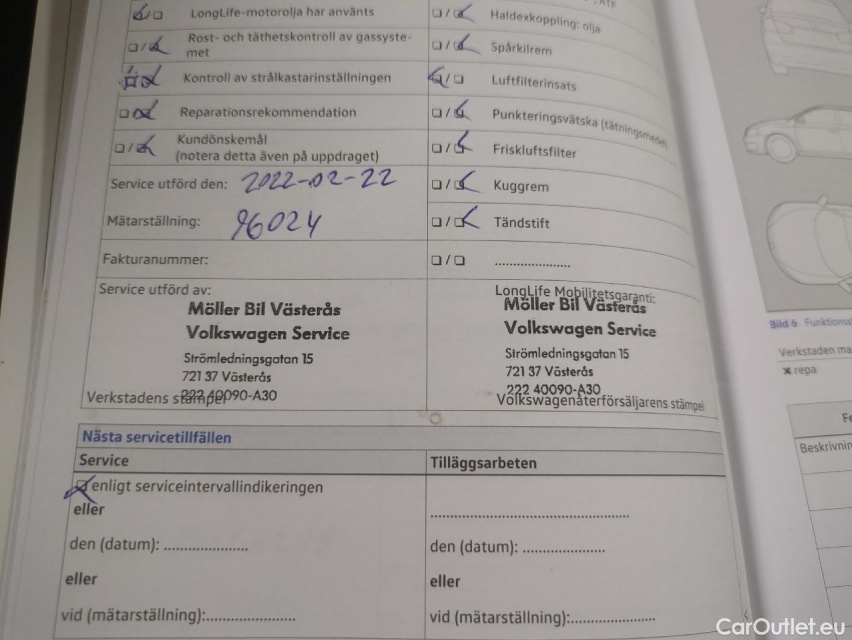 , ATE
LongLife-motorolja har använts
Haldexkoppling: olja
Rost- och täthetskontroll av gassyste-
met
Spårkilrem
Kontroll av strålkastarinställningen
Luftfilterinsats
Reparationsrekommendation
Punkteringsvätska (tätningsmedel)
Kundönskemål
(notera detta även på uppdraget)
Friskluftsfilter
Service utförd den: 2022-02-22
Kuggrem
Mätarställning: 96024
Tändstift
Fakturanummer:
....................
Service utförd av:
Möller Bil Västerås
Volkswagen Service
Strömledningsgatan 15
721 37 Västerås
222 40090-A30
Verkstadens stämpel
LongLife Mobilitetsgaranti:
Möller Bil Västerås
Volkswagen Service
Strömledningsgatan 15
721 37 Västerås
222 40090-A30
Volkswagenåterförsäljarens stämpel
Nästa servicetillfällen
Service
Tilläggsarbeten
enligt serviceintervallindikeringen
eller
den (datum): ......................
eller
vid (mätarställning):.......................
.....................................................
den (datum): ......................
eller
vid (mätarställning):......................
Bild 6 Funktionss
Verkstaden ma
x repa
Fe
Beskrivnin
CarOutlet.eu